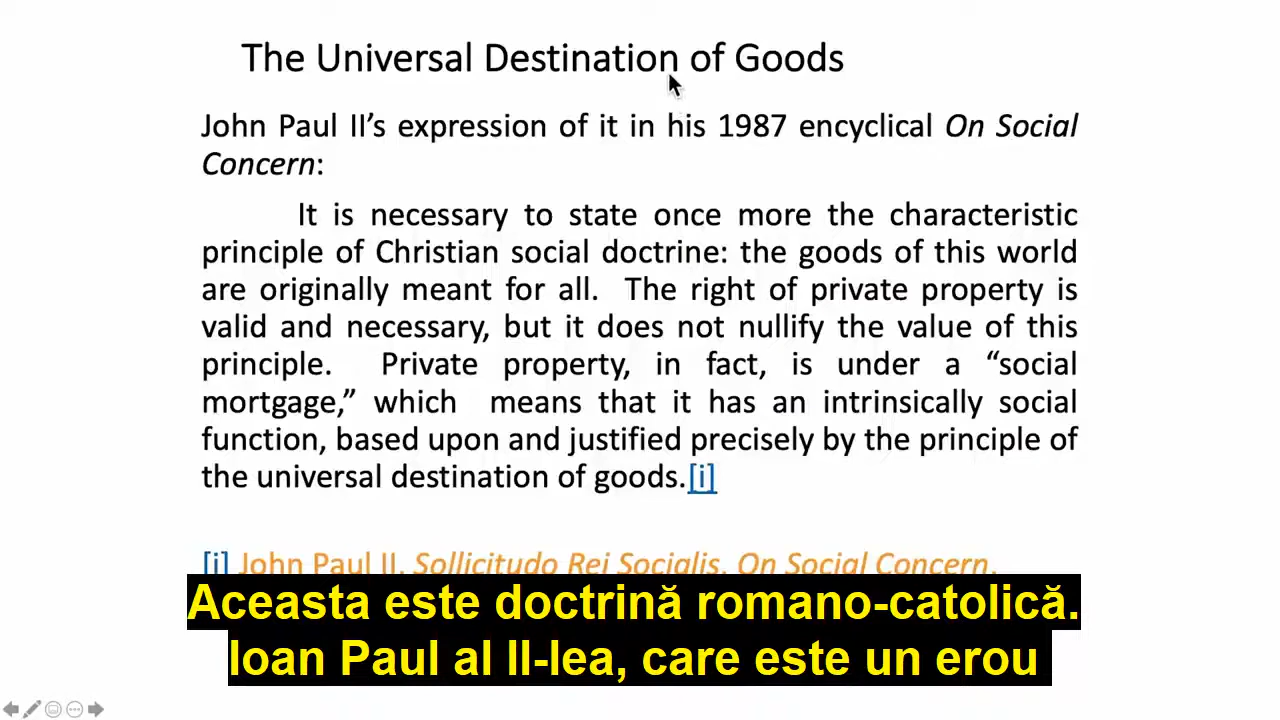 The Universal Destination of Goods
John Paul II’s expression of it in his 1987 encyclical On Social
Concern:
It is necessary to state once more the characteristic
principle of Christian social doctrine: the goods of this world
are originally meant for all. The right of private property is
valid and necessary, but it does not nullify the value of this
principle. Private property, in fact, is under a “social
mortgage,” which means that it has an intrinsically social
function, based upon and justified precisely by the principle of
the universal destination of goods.[i]
[i] John Paul II, Sollicitudo Rei Socialis, On Social Concern,
Aceasta este doctrină romano-catolică.
Ioan Paul al II-lea, care este un erou